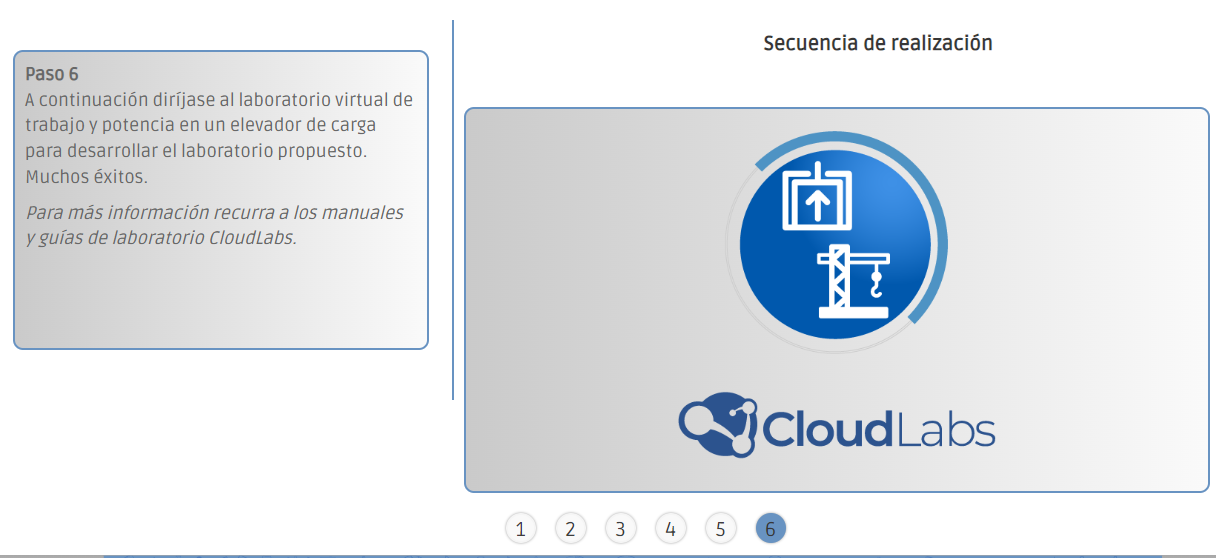 Secuencia de realización
Paso 6
A continuación diríjase al laboratorio virtual de
trabajo y potencia en un elevador de carga
para desarrollar el laboratorio propuesto.
Muchos éxitos.
Para más información recurra a los manuales
y guías de laboratorio CloudLabs.
CloudLabs
1 2 3 4 5 6